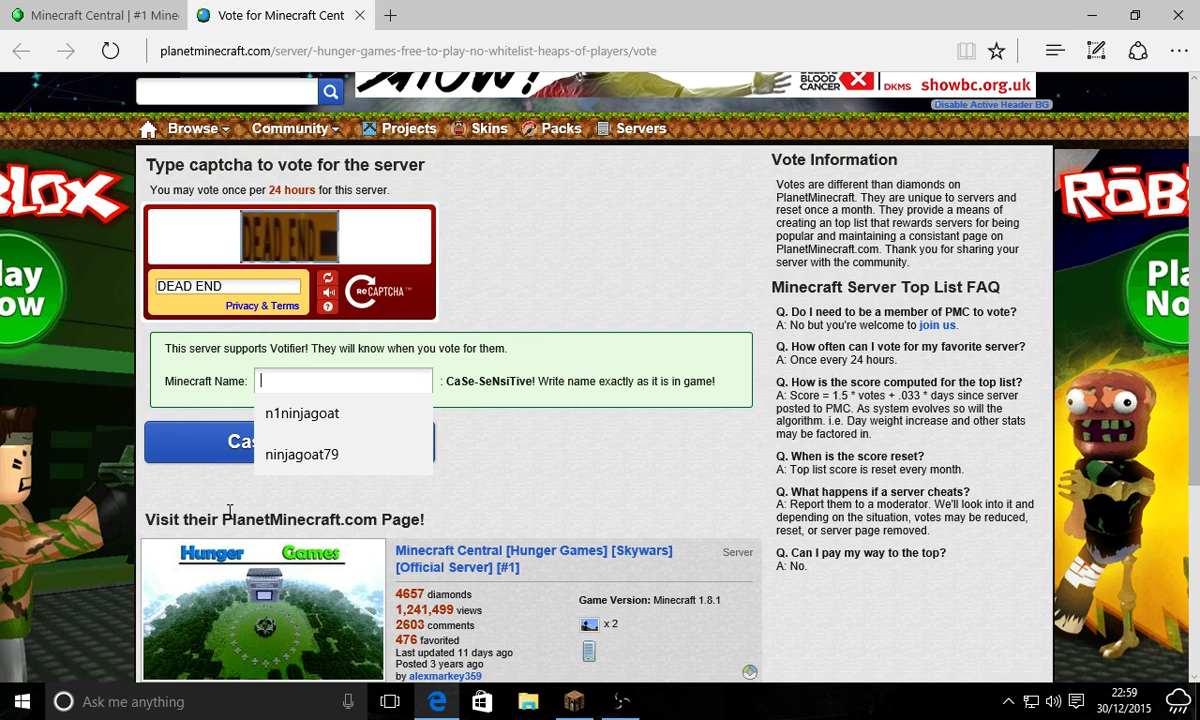 Minecraft Central | #1 Mine
Vote for Minecraft Cent
planetminecraft.com/server/-hunger-games-free-to-play-no-whitelist-heaps-of-players/vote
SHOW!
BLOOD
CANCER
DKMS
showbc.org.uk
Disable Active Header BG
Browse
Community
Projects
Skins
Packs
Servers
Type captcha to vote for the server
You may vote once per 24 hours for this server.
DEAD END
DEAD END
Privacy & Terms
reCAPTCHA™
This server supports Votifier! They will know when you vote for them.
Minecraft Name:
: CaSe-SeNsiTive! Write name exactly as it is in game!
n1ninjagoat
ninjagoat79
Cas
Visit their PlanetMinecraft.com Page!
Hunger Games
Minecraft Central [Hunger Games] [Skywars]
[Official Server] [#1]
Server
4657 diamonds
1,241,499 views
2603 comments
476 favorited
Last updated 11 days ago
Posted 3 years ago
by alexmarkey359
Game Version: Minecraft 1.8.1
x 2
Vote Information
Votes are different than diamonds on
PlanetMinecraft. They are unique to servers and
reset once a month. They provide a means of
creating an top list that rewards servers for being
popular and maintaining a consistant page on
PlanetMinecraft.com. Thank you for sharing your
server with the community.
Minecraft Server Top List FAQ
Q. Do I need to be a member of PMC to vote?
A: No but you're welcome to join us.
Q. How often can I vote for my favorite server?
A: Once every 24 hours.
Q. How is the score computed for the top list?
A: Score = 1.5 * votes + .033 * days since server
posted to PMC. As system evolves so will the
algorithm. i.e. Day weight increase and other stats
may be factored in.
Q. When is the score reset?
A: Top list score is reset every month.
Q. What happens if a server cheats?
A: Report them to a moderator. We'll look into it and
depending on the situation, votes may be reduced,
reset, or server page removed.
Q. Can I pay my way to the top?
A: No.
BLOX
lay
ow
ROB
Pla
No
Ask me anything
22:59
30/12/2015